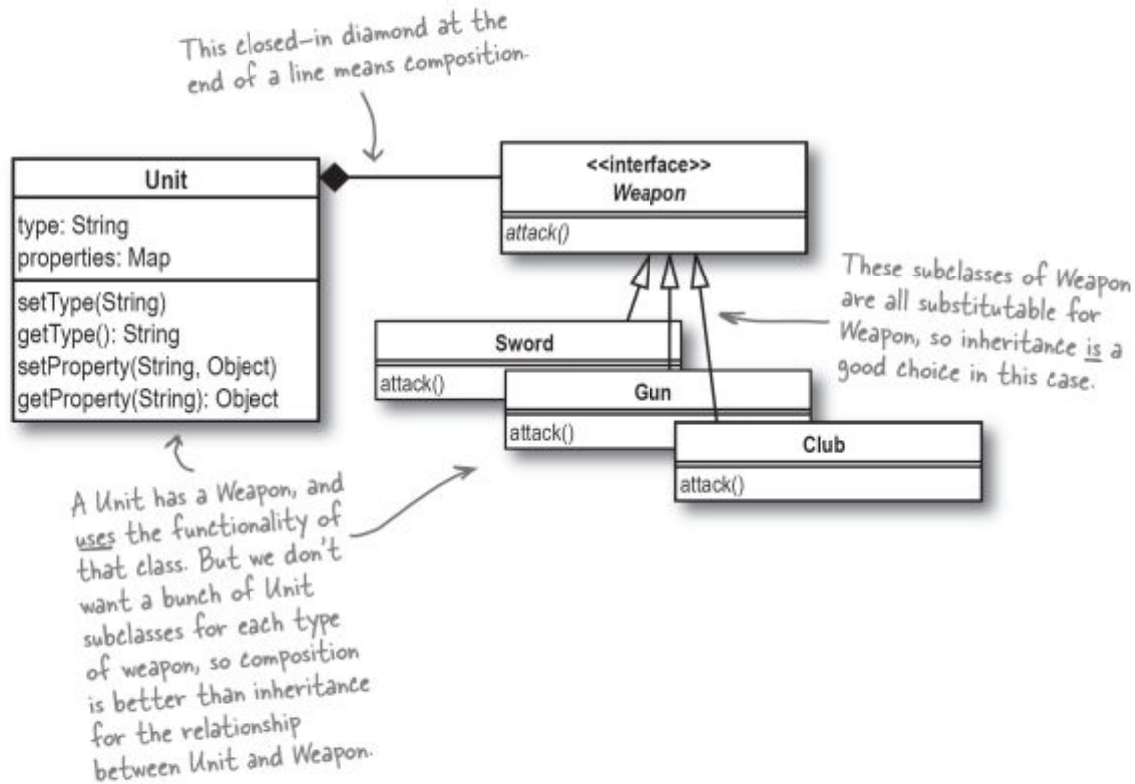 This closed-in diamond at the
end of a line means composition.
Unit
type: String
properties: Map
setType(String)
getType(): String
setProperty(String, Object)
getProperty(String): Object
<<interface>>
Weapon
attack()
These subclasses of Weapon
are all substitutable for
Weapon, so inheritance is a
good choice in this case.
Sword
attack()
Gun
attack()
Club
attack()
A Unit has a Weapon, and
uses the functionality of
that class. But we don't
want a bunch of Unit
subclasses for each type
of weapon, so composition
is better than inheritance
for the relationship
between Unit and Weapon.